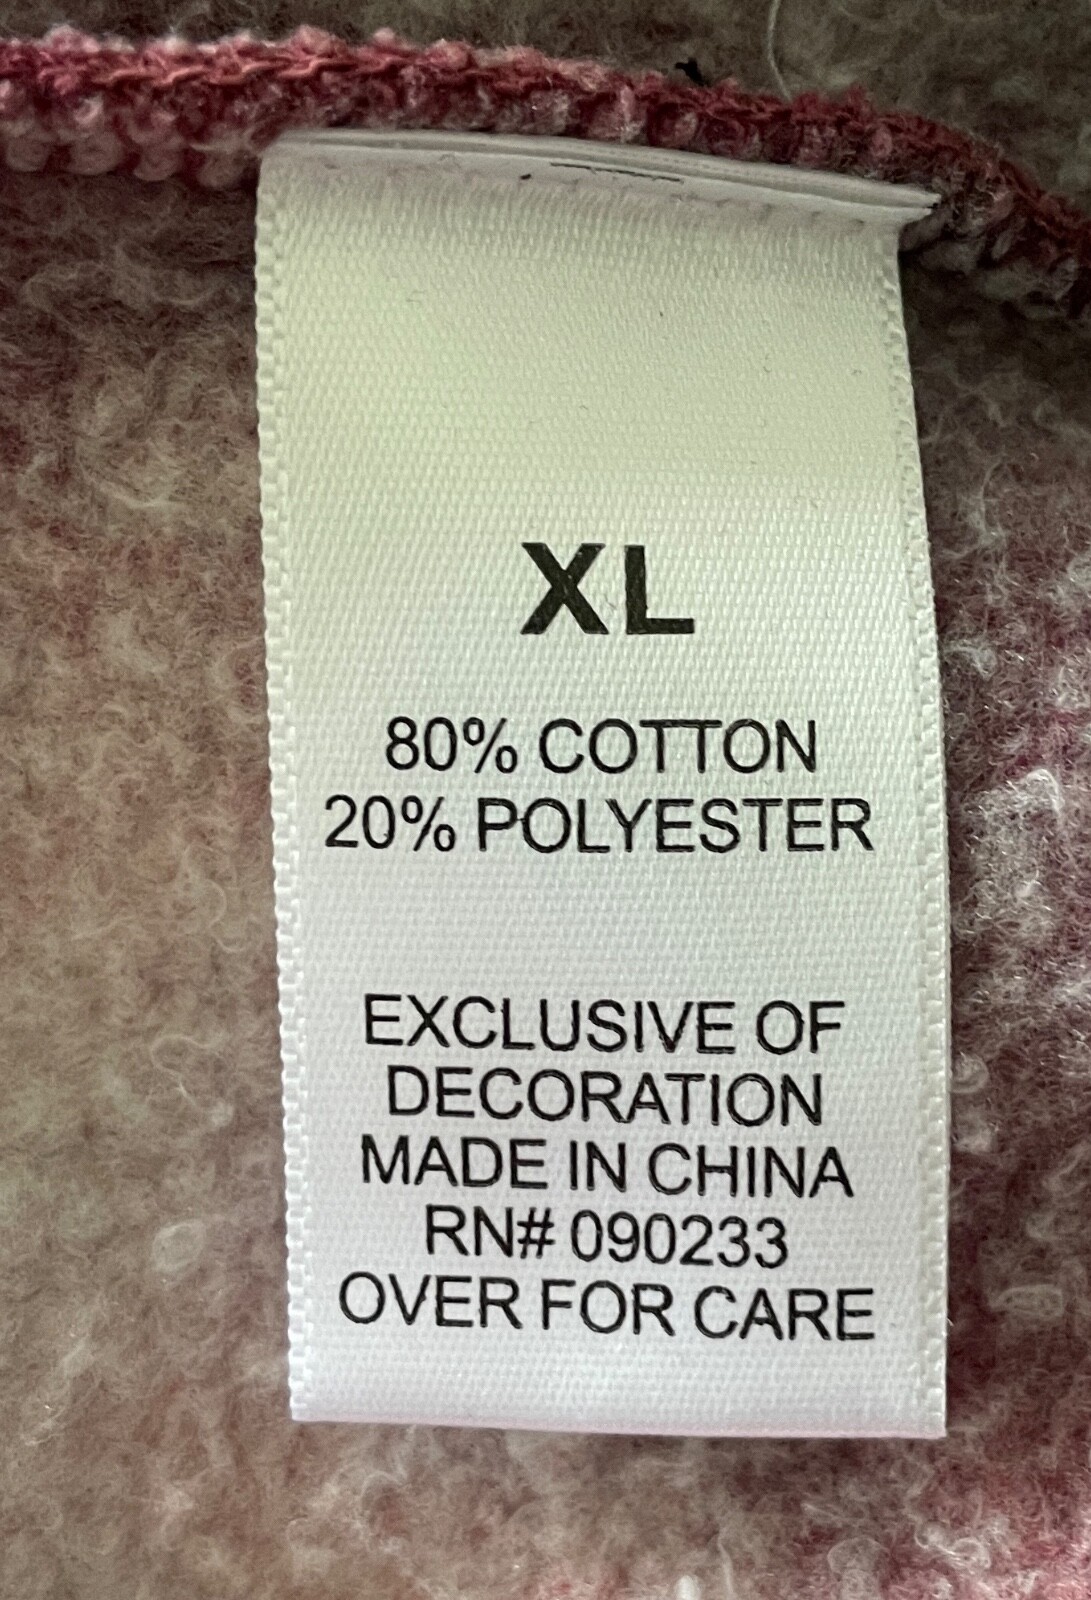 XL
80% COTTON
20% POLYESTER
EXCLUSIVE OF
DECORATION
MADE IN CHINA
RN# 090233
OVER FOR CARE